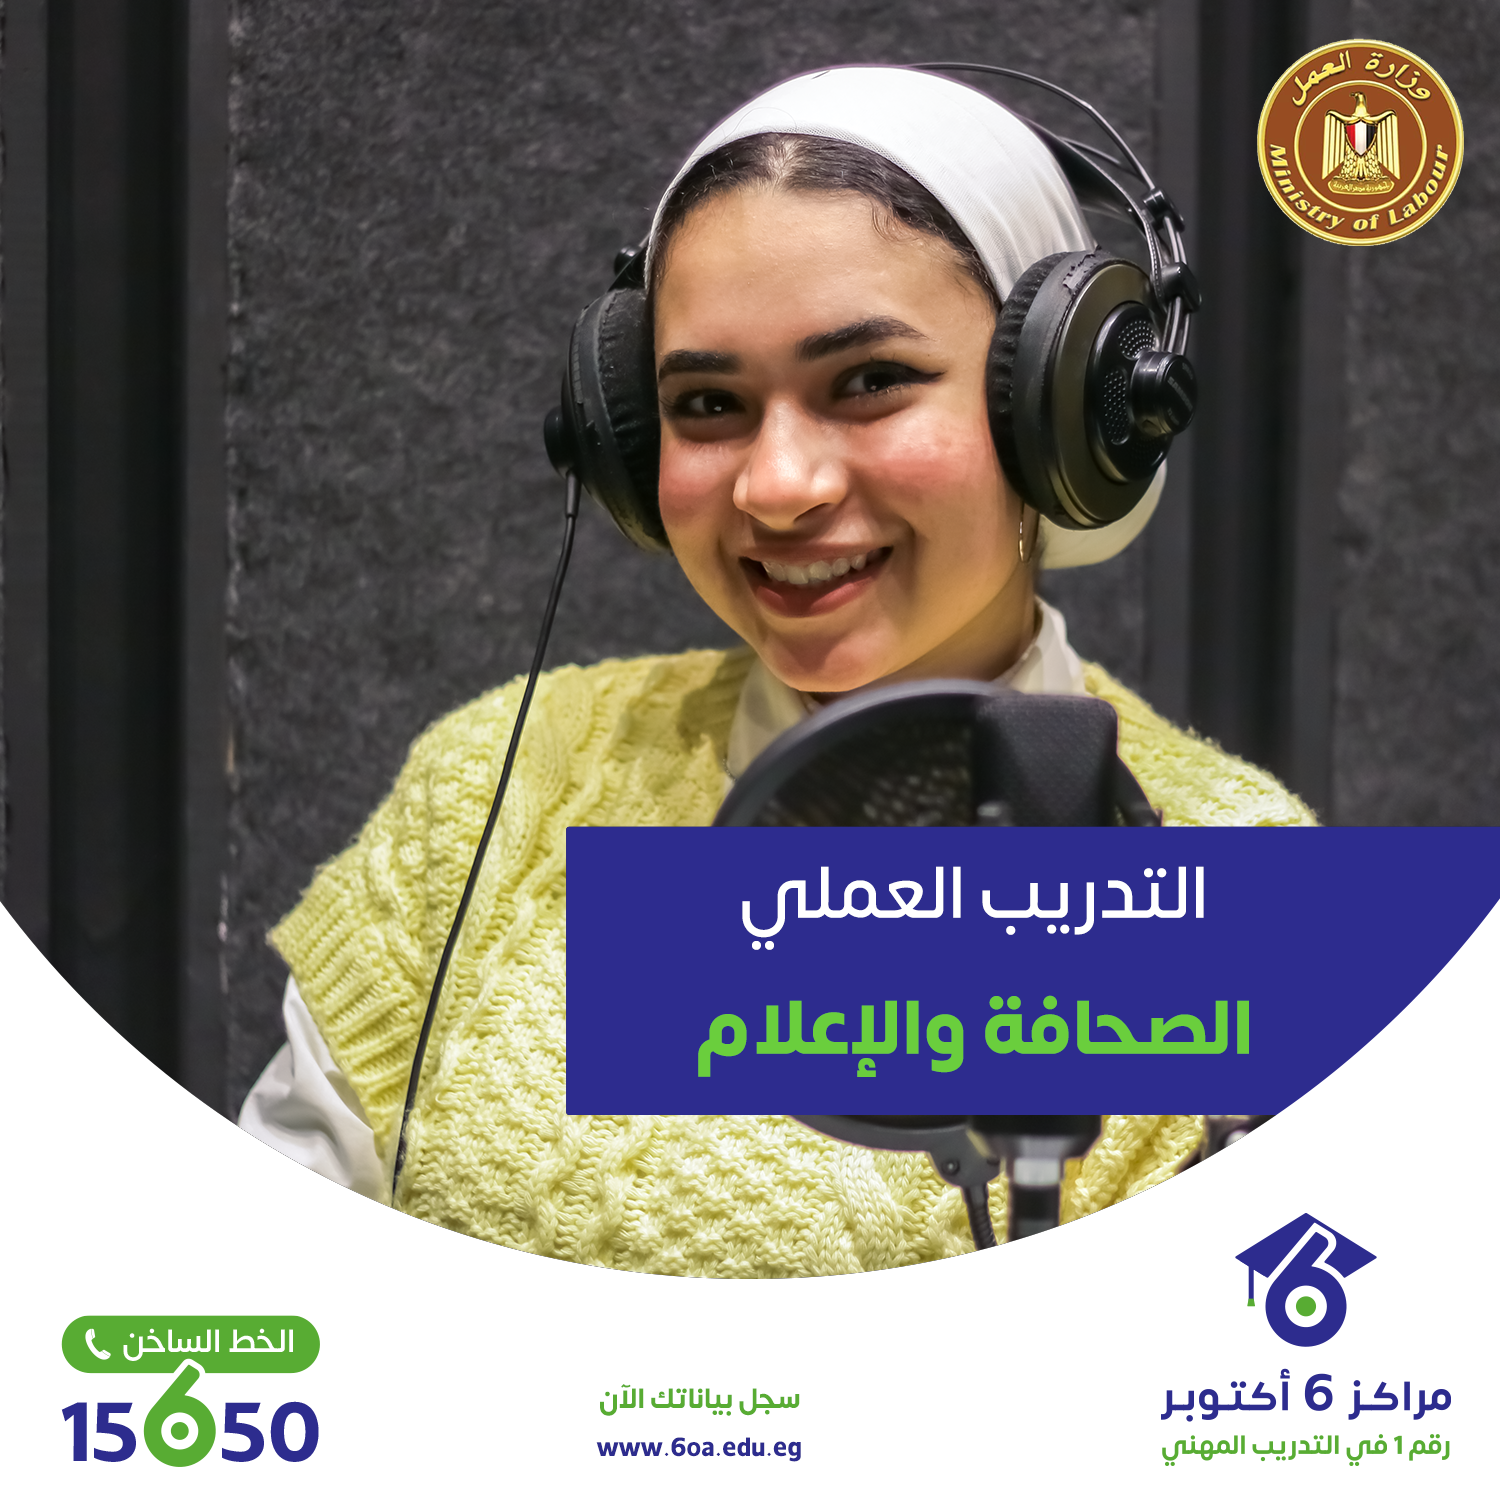 وزارة العمل
Ministry of Labour
التدريب العملي
الصحافة والإعلام
الخط الساخن
15650
سجل بياناتك الآن
www.6oa.edu.eg
6
مراكز 6 أكتوبر
رقم 1 في التدريب المهني